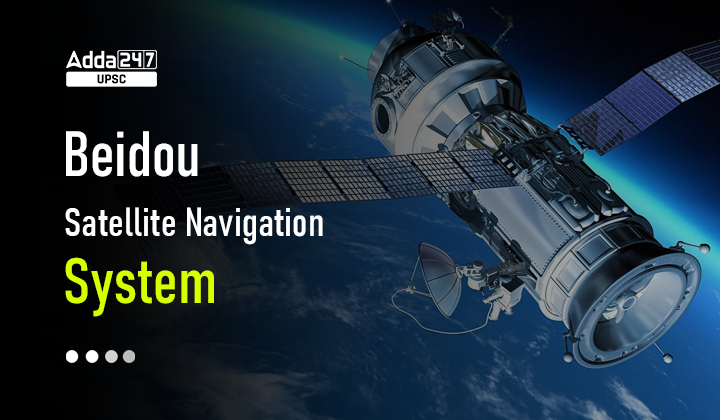 Adda247
UPSC
Beidou
Satellite Navigation
System